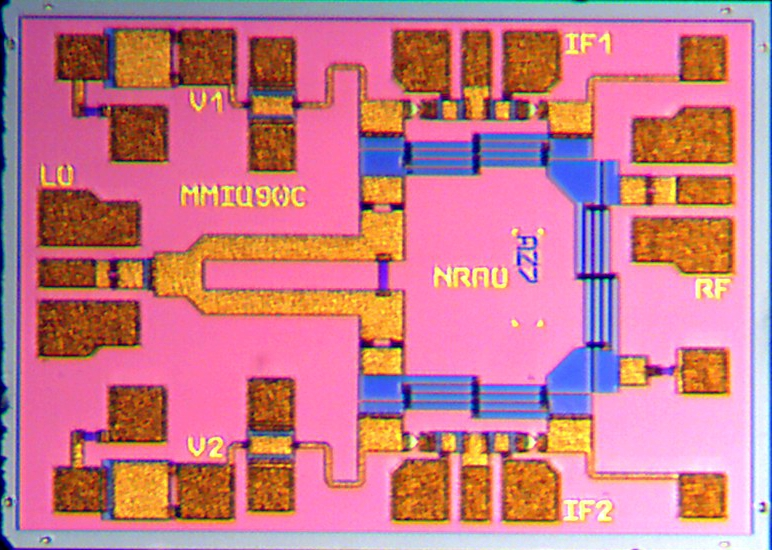 IF1
V1
LO
MMIQ90C
NRAO
RF
V2
IF2